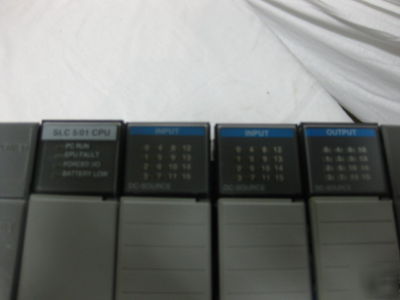 SLC 5/01 CPU
PC RUN
CPU FAULT
FORCED I/O
BATTERY LOW
INPUT
0 4 8 12
1 5 9 13
2 6 10 14
3 7 11 15
DC-SOURCE
INPUT
0 4 8 12
1 5 9 13
2 6 10 14
3 7 11 15
DC-SOURCE
OUTPUT
DC-SOURCE